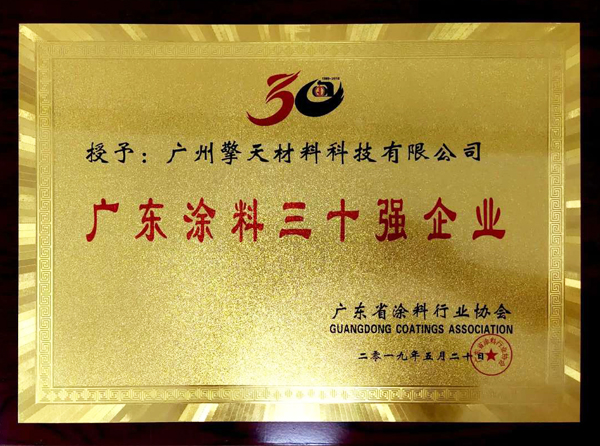 30
授予：广州擎天材料科技有限公司
广东涂料三十强企业
广东省涂料行业协会
GUANGDONG COATINGS ASSOCIATION
二零一九年五月二十日